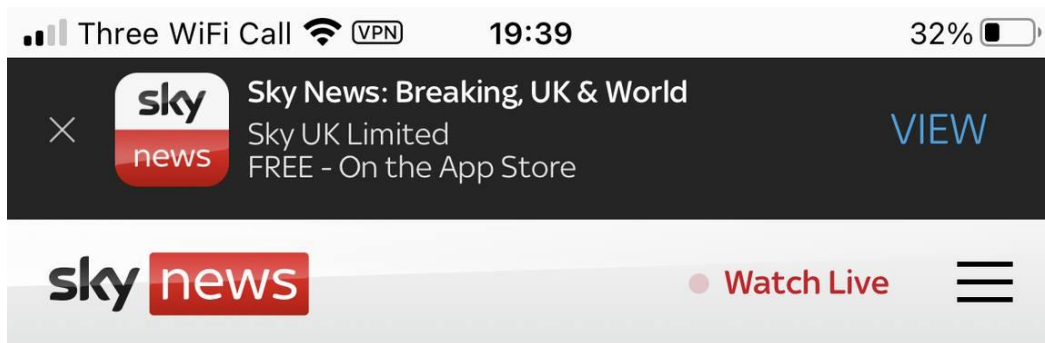 Three WiFi Call VPN 19:39 32%
sky news
Sky News: Breaking, UK & World
Sky UK Limited
FREE - On the App Store
VIEW
sky news
Watch Live